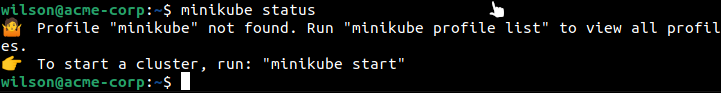 wilson@acme-corp:~$ minikube status
🤷  Profile "minikube" not found. Run "minikube profile list" to view all profil
es.
👉  To start a cluster, run: "minikube start"
wilson@acme-corp:~$